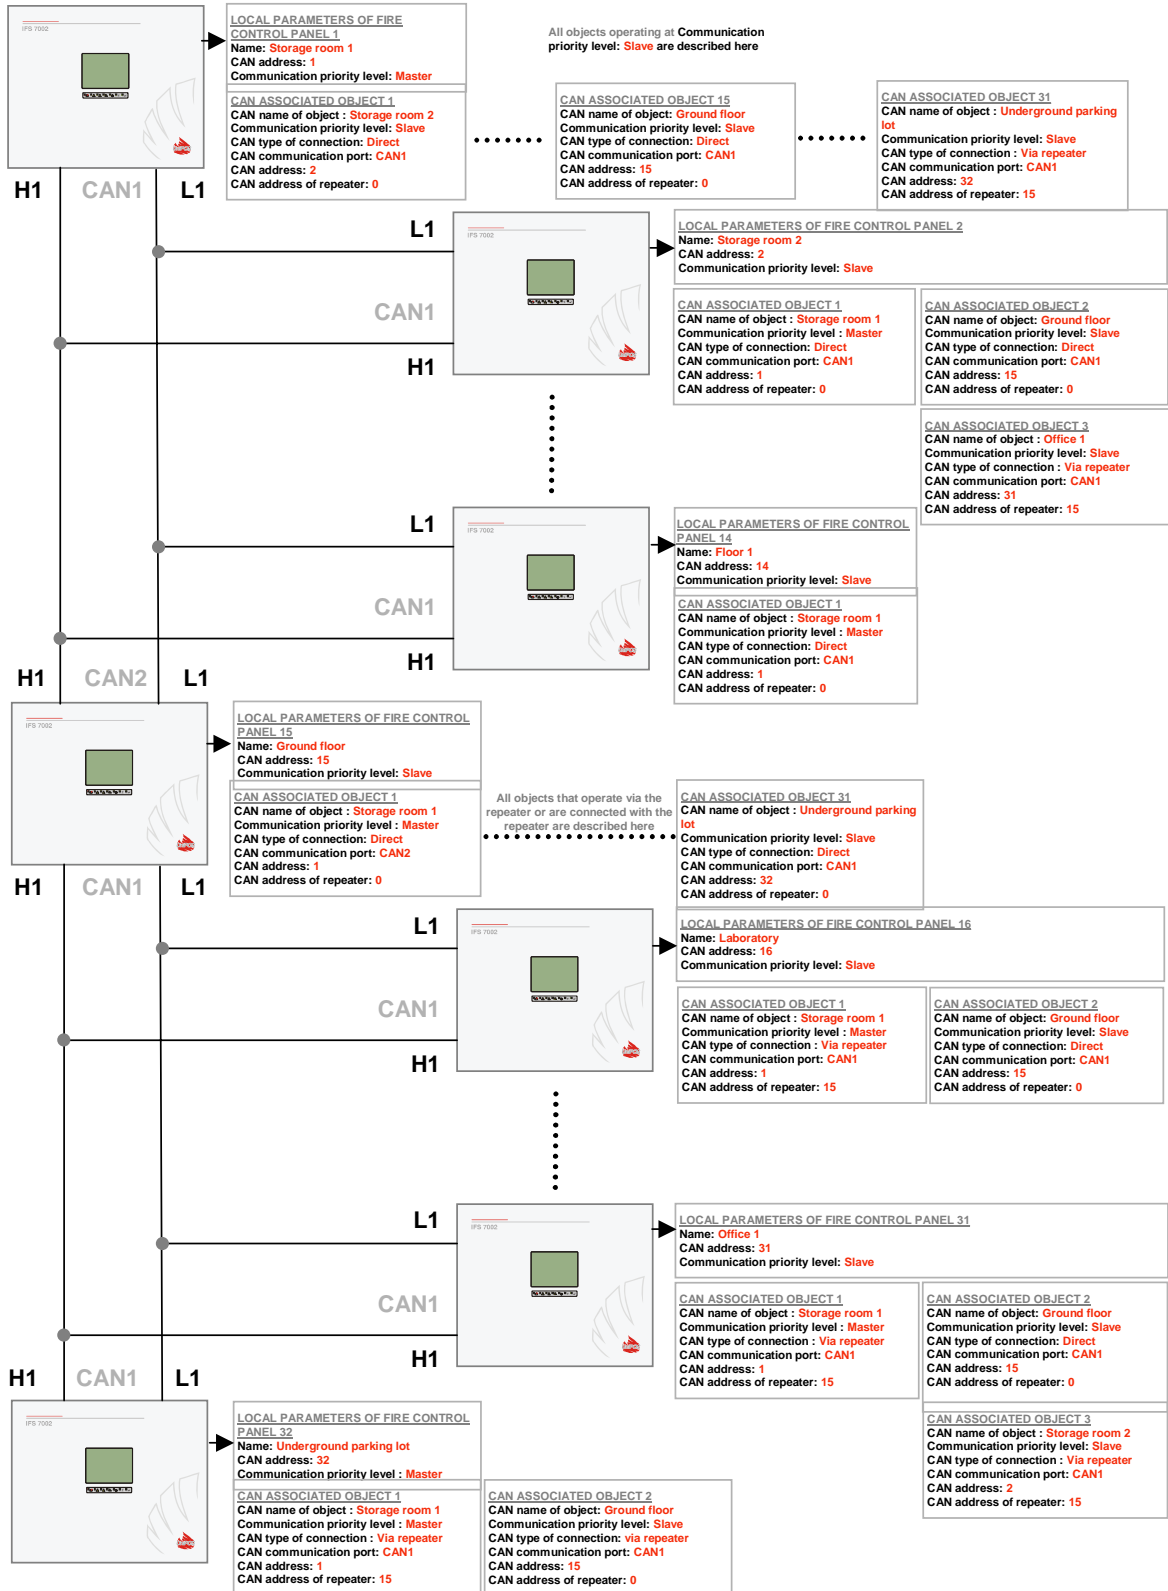 IFS 7002
LOCAL PARAMETERS OF FIRE
CONTROL PANEL 1
Name: Storage room 1
CAN address: 1
Communication priority level: Master
All objects operating at Communication
priority level: Slave are described here
CAN ASSOCIATED OBJECT 1
CAN name of object : Storage room 2
Communication priority level: Slave
CAN type of connection: Direct
CAN communication port: CAN1
CAN address: 2
CAN address of repeater: 0
CAN ASSOCIATED OBJECT 15
CAN name of object: Ground floor
Communication priority level: Slave
CAN type of connection: Direct
CAN communication port: CAN1
CAN address: 15
CAN address of repeater: 0
CAN ASSOCIATED OBJECT 31
CAN name of object : Underground parking
lot
Communication priority level: Slave
CAN type of connection : Via repeater
CAN communication port: CAN1
CAN address: 32
CAN address of repeater: 15
H1 CAN1 L1
L1
CAN1
H1
IFS 7002
LOCAL PARAMETERS OF FIRE CONTROL PANEL 2
Name: Storage room 2
CAN address: 2
Communication priority level: Slave
CAN ASSOCIATED OBJECT 1
CAN name of object : Storage room 1
Communication priority level : Master
CAN type of connection: Direct
CAN communication port: CAN1
CAN address: 1
CAN address of repeater: 0
CAN ASSOCIATED OBJECT 2
CAN name of object: Ground floor
Communication priority level: Slave
CAN type of connection: Direct
CAN communication port: CAN1
CAN address: 15
CAN address of repeater: 0
CAN ASSOCIATED OBJECT 3
CAN name of object : Office 1
Communication priority level: Slave
CAN type of connection : Via repeater
CAN communication port: CAN1
CAN address: 31
CAN address of repeater: 15
L1
CAN1
H1
IFS 7002
LOCAL PARAMETERS OF FIRE CONTROL
PANEL 14
Name: Floor 1
CAN address: 14
Communication priority level: Slave
CAN ASSOCIATED OBJECT 1
CAN name of object : Storage room 1
Communication priority level : Master
CAN type of connection: Direct
CAN communication port: CAN1
CAN address: 1
CAN address of repeater: 0
H1 CAN2 L1
IFS 7002
LOCAL PARAMETERS OF FIRE CONTROL
PANEL 15
Name: Ground floor
CAN address: 15
Communication priority level: Slave
CAN ASSOCIATED OBJECT 1
CAN name of object : Storage room 1
Communication priority level : Master
CAN type of connection: Direct
CAN communication port: CAN2
CAN address: 1
CAN address of repeater: 0
All objects that operate via the
repeater or are connected with the
repeater are described here
CAN ASSOCIATED OBJECT 31
CAN name of object : Underground parking
lot
Communication priority level: Slave
CAN type of connection: Direct
CAN communication port: CAN1
CAN address: 32
CAN address of repeater: 0
H1 CAN1 L1
L1
CAN1
H1
IFS 7002
LOCAL PARAMETERS OF FIRE CONTROL PANEL 16
Name: Laboratory
CAN address: 16
Communication priority level: Slave
CAN ASSOCIATED OBJECT 1
CAN name of object : Storage room 1
Communication priority level : Master
CAN type of connection : Via repeater
CAN communication port: CAN1
CAN address: 1
CAN address of repeater: 15
CAN ASSOCIATED OBJECT 2
CAN name of object: Ground floor
Communication priority level: Slave
CAN type of connection: Direct
CAN communication port: CAN1
CAN address: 15
CAN address of repeater: 0
L1
CAN1
H1
IFS 7002
LOCAL PARAMETERS OF FIRE CONTROL PANEL 31
Name: Office 1
CAN address: 31
Communication priority level: Slave
CAN ASSOCIATED OBJECT 1
CAN name of object : Storage room 1
Communication priority level : Master
CAN type of connection : Via repeater
CAN communication port: CAN1
CAN address: 1
CAN address of repeater: 15
CAN ASSOCIATED OBJECT 2
CAN name of object: Ground floor
Communication priority level: Slave
CAN type of connection: Direct
CAN communication port: CAN1
CAN address: 15
CAN address of repeater: 0
CAN ASSOCIATED OBJECT 3
CAN name of object : Storage room 2
Communication priority level: Slave
CAN type of connection : Via repeater
CAN communication port: CAN1
CAN address: 2
CAN address of repeater: 15
H1 CAN1 L1
IFS 7002
LOCAL PARAMETERS OF FIRE CONTROL
PANEL 32
Name: Underground parking lot
CAN address: 32
Communication priority level : Master
CAN ASSOCIATED OBJECT 1
CAN name of object : Storage room 1
Communication priority level : Master
CAN type of connection : Via repeater
CAN communication port: CAN1
CAN address: 1
CAN address of repeater: 15
CAN ASSOCIATED OBJECT 2
CAN name of object: Ground floor
Communication priority level: Slave
CAN type of connection: via repeater
CAN communication port: CAN1
CAN address: 15
CAN address of repeater: 0